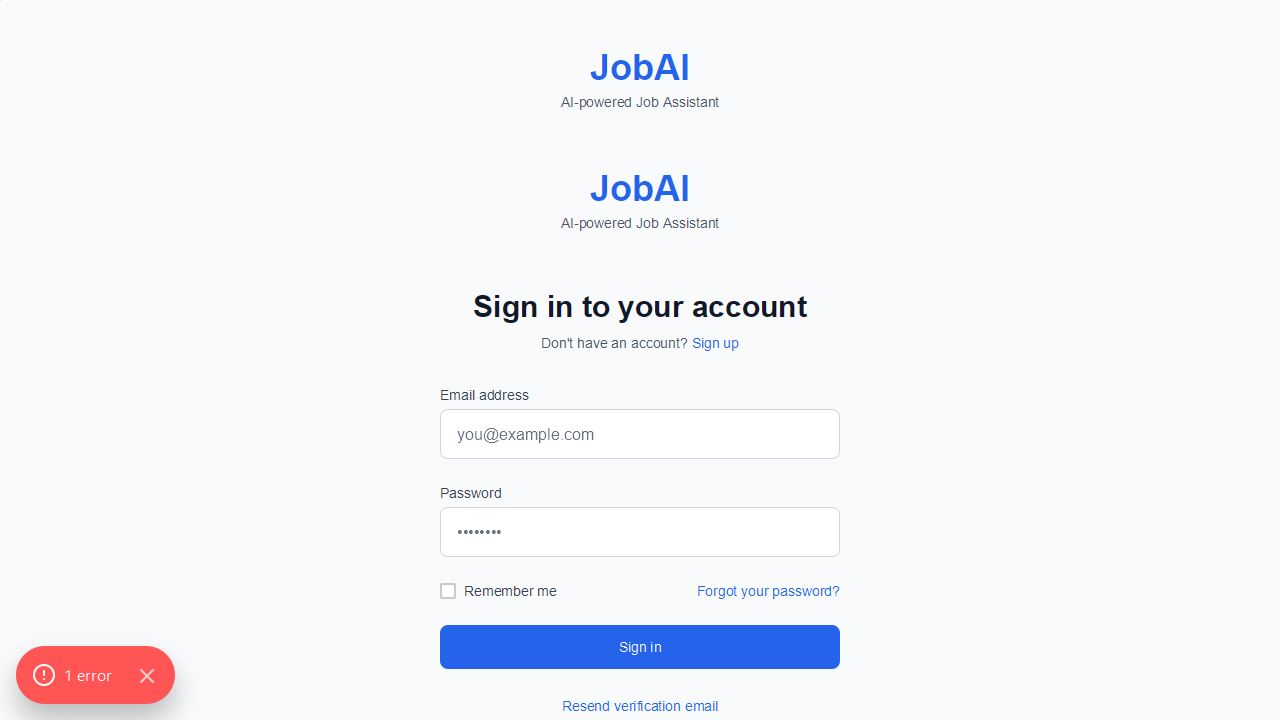 JobAI
AI-powered Job Assistant
JobAI
AI-powered Job Assistant
Sign in to your account
Don't have an account? Sign up
Email address
you@example.com
Password
••••••••
Remember me
Forgot your password?
Sign in
1 error
Resend verification email